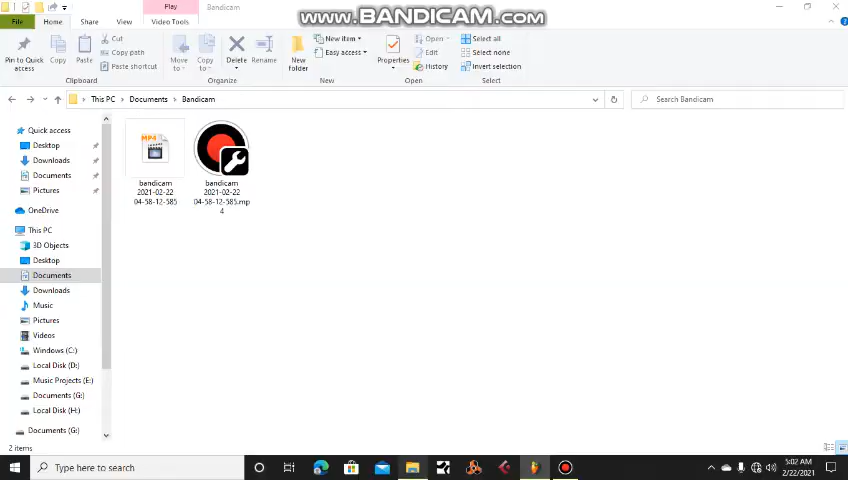 Play
Bandicam
www.BANDICAM.com
File
Home
Share
View
Video Tools
Pin to Quick access
Copy
Paste
Cut
Copy path
Paste shortcut
Clipboard
Move to
Copy to
Delete
Rename
Organize
New folder
New item
Easy access
New
Properties
Open
Edit
History
Open
Select all
Select none
Invert selection
Select
This PC
Documents
Bandicam
Search Bandicam
Quick access
Desktop
Downloads
Documents
Pictures
OneDrive
This PC
3D Objects
Desktop
Documents
Downloads
Music
Pictures
Videos
Windows (C:)
Local Disk (D:)
Music Projects (E:)
Documents (G:)
Local Disk (H:)
Documents (G:)
MP4
bandicam
2021-02-22
04-58-12-585
bandicam
2021-02-22
04-58-12-585.mp
4
2 items
Type here to search
5:02 AM
2/22/2021